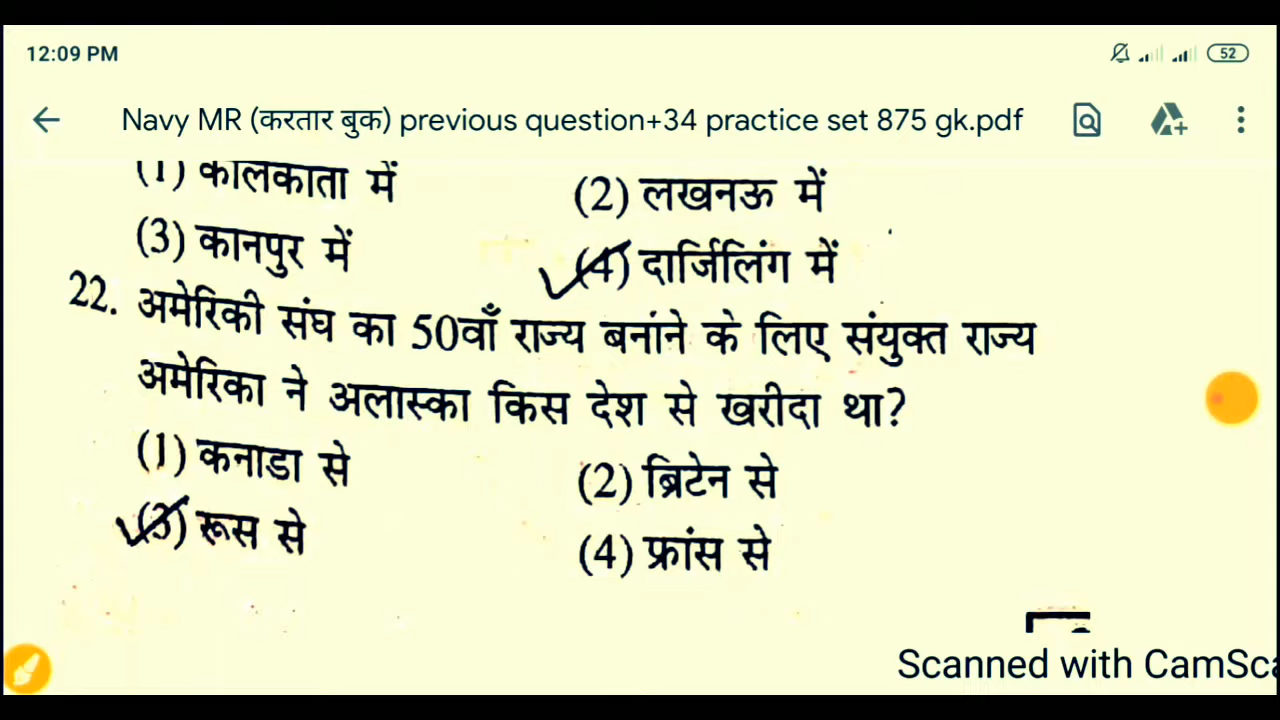 12:09 PM
52
Navy MR (करतार बुक) previous question+34 practice set 875 gk.pdf
(1) कोलकाता में (2) लखनऊ में
(3) कानपुर में (4) दार्जिलिंग में
22. अमेरिकी संघ का 50वाँ राज्य बनांने के लिए संयुक्त राज्य
अमेरिका ने अलास्का किस देश से खरीदा था?
(1) कनाडा से (2) ब्रिटेन से
(3) रूस से (4) फ्रांस से
Scanned with CamSca